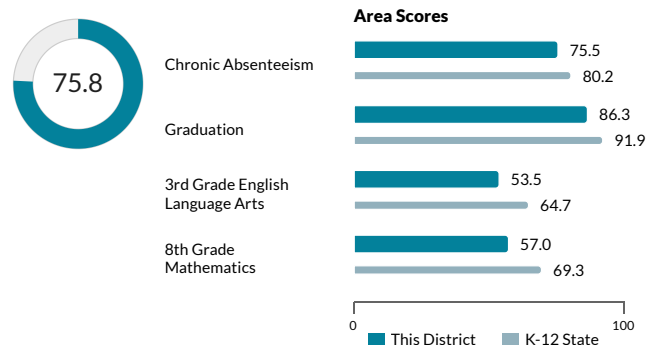 Area Scores
75.8
Chronic Absenteeism
75.5
80.2
Graduation
86.3
91.9
3rd Grade English
Language Arts
53.5
64.7
8th Grade
Mathematics
57.0
69.3
0
100
This District
K-12 State